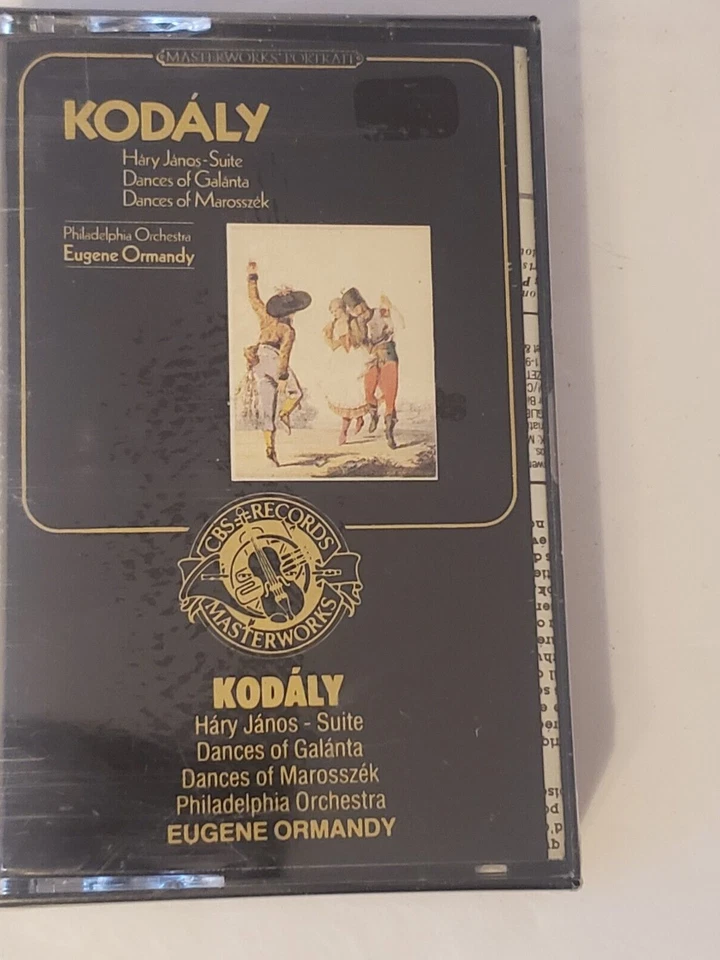 MASTERWORKS PORTRAIT
KODÁLY
Háry János-Suite
Dances of Galánta
Dances of Marosszék
Philadelphia Orchestra
Eugene Ormandy
CBS RECORDS
MASTERWORKS
KODÁLY
Háry János - Suite
Dances of Galánta
Dances of Marosszék
Philadelphia Orchestra
EUGENE ORMANDY